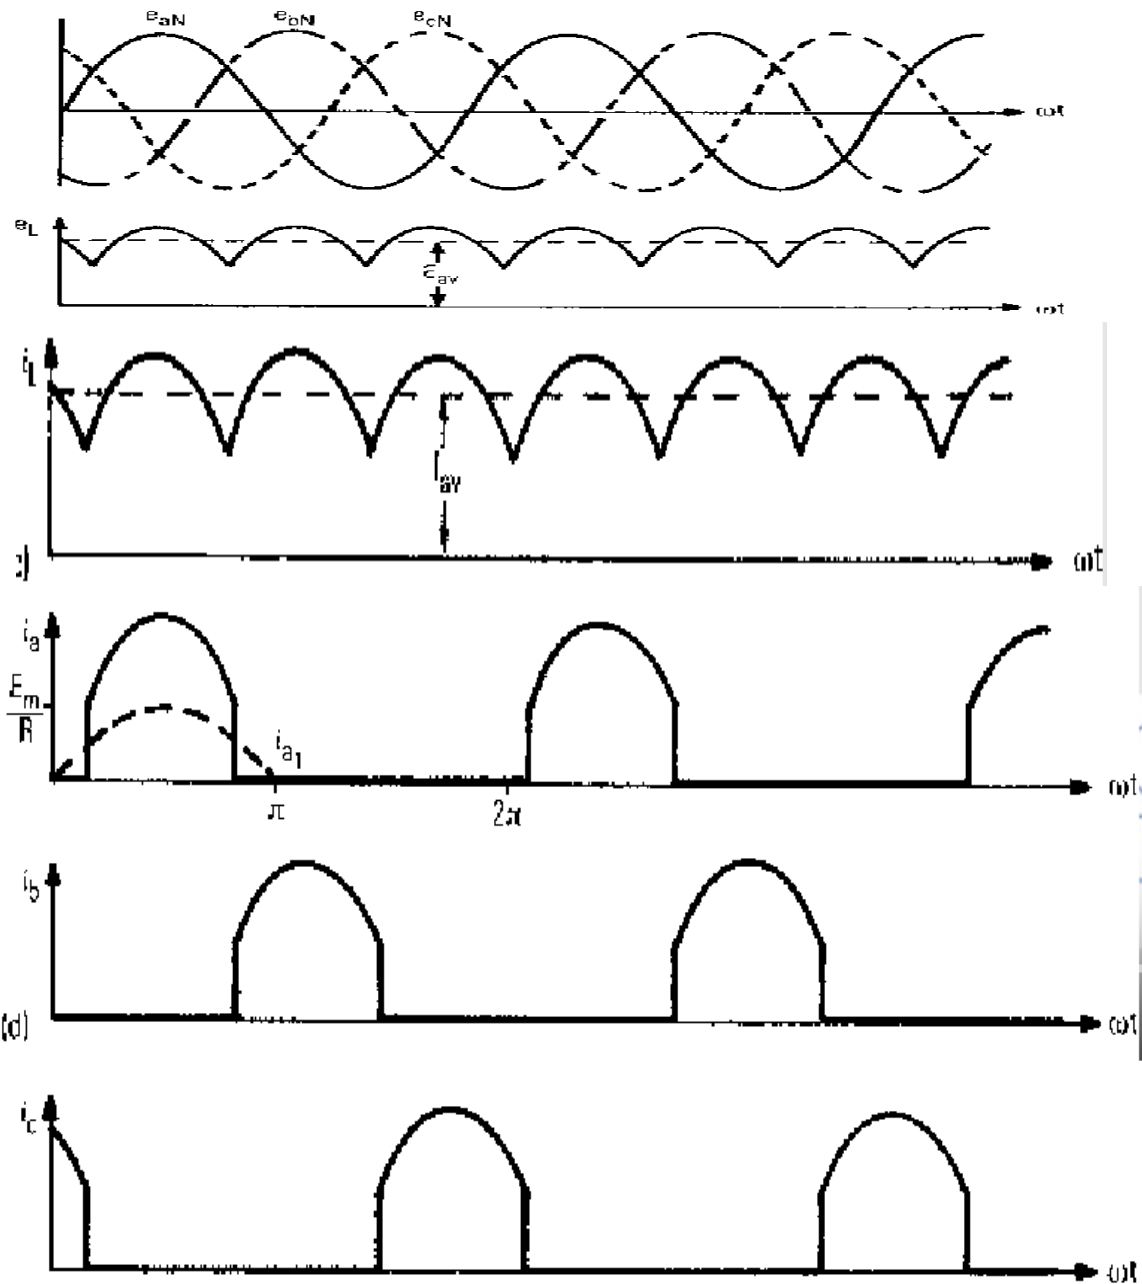 eaN ebN ecN
ωt
eL
Eav
ωt
iL
Iav
c)
ωt
ia
Em
R
ia1
π 2π
ωt
ib
(d)
ωt
ic
ωt